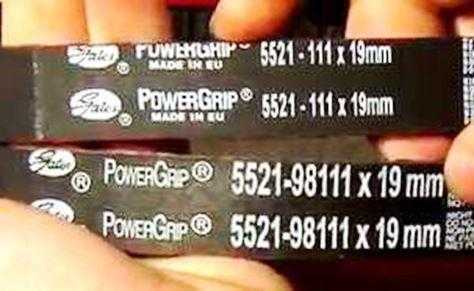 Gates POWERGRIP® 5521 - 111 x 19mm
MADE IN EU
Gates® POWERGRIP® 5521 - 111 x 19mm
MADE IN EU
Gates® POWERGRIP® 5521-98111 x 19 mm
Gates POWERGRIP® 5521-98111 x 19 mm